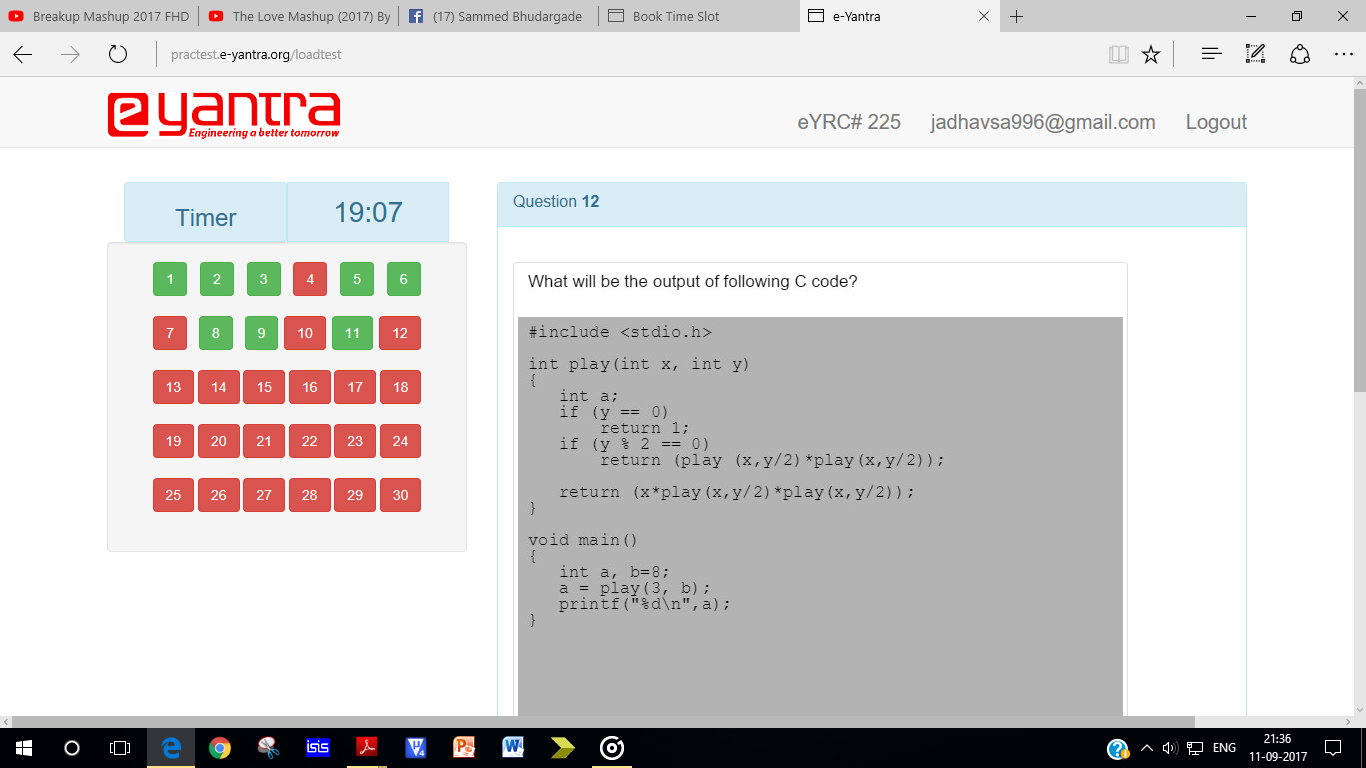 Breakup Mashup 2017 FHD
The Love Mashup (2017) By
(17) Sammed Bhudargade
Book Time Slot
e-Yantra
practest.e-yantra.org/loadtest
e yantra
Engineering a better tomorrow
eYRC# 225 jadhavsa996@gmail.com Logout
Timer 19:07
1 2 3 4 5 6
7 8 9 10 11 12
13 14 15 16 17 18
19 20 21 22 23 24
25 26 27 28 29 30
Question 12
What will be the output of following C code?
#include <stdio.h>
int play(int x, int y)
{
int a;
if (y == 0)
return 1;
if (y % 2 == 0)
return (play (x,y/2)*play(x,y/2));
return (x*play(x,y/2)*play(x,y/2));
}
void main()
{
int a, b=8;
a = play(3, b);
printf("%d\n",a);
}
isis
ENG
21:36
11-09-2017